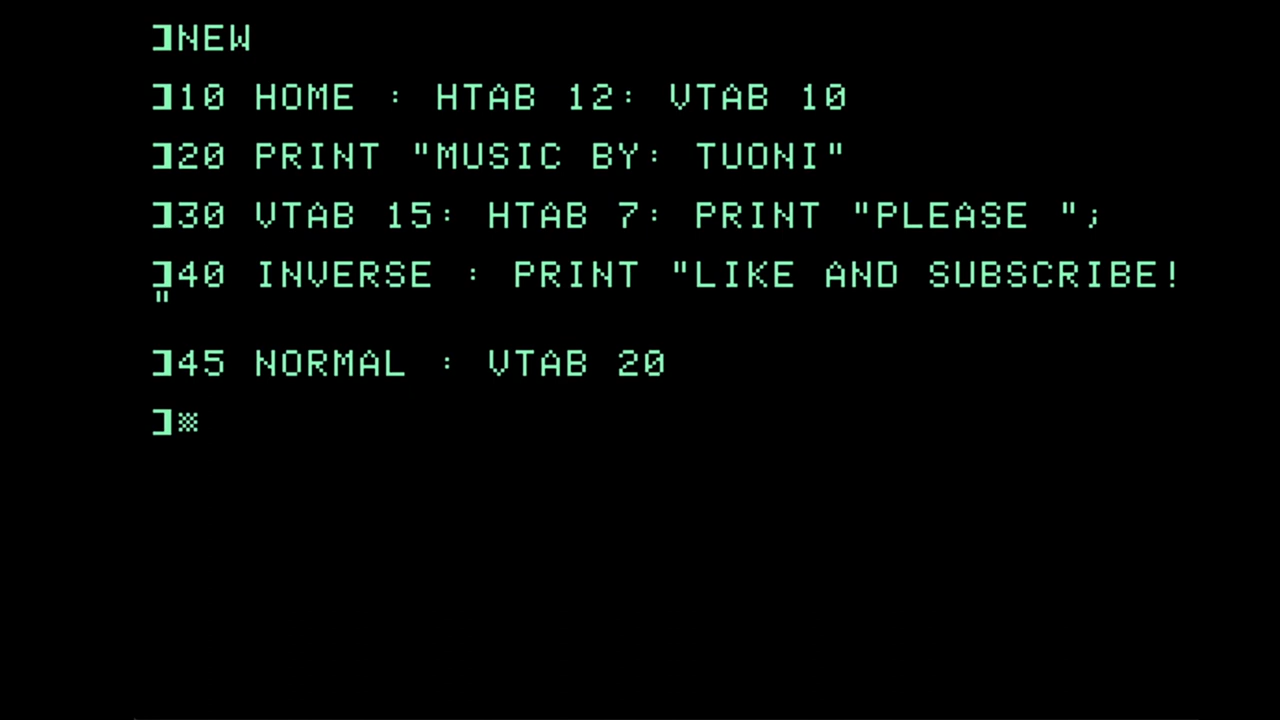 ]NEW
]10 HOME : HTAB 12: VTAB 10
]20 PRINT "MUSIC BY: TUONI"
]30 VTAB 15: HTAB 7: PRINT "PLEASE ";
]40 INVERSE : PRINT "LIKE AND SUBSCRIBE!
"
]45 NORMAL : VTAB 20
]